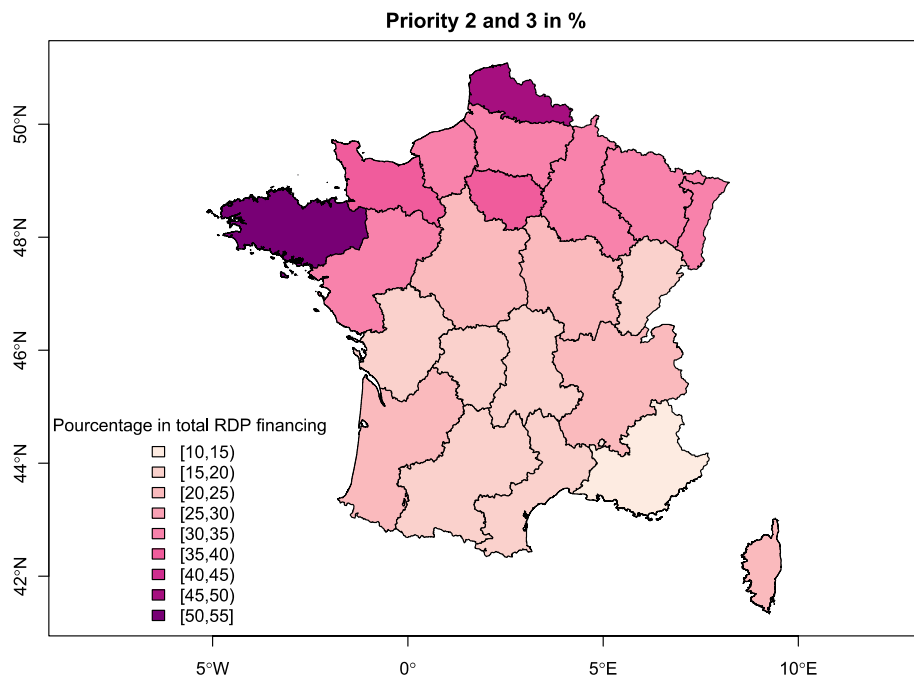 Priority 2 and 3 in %
50°N
48°N
46°N
44°N
42°N
Pourcentage in total RDP financing
[10,15)
[15,20)
[20,25)
[25,30)
[30,35)
[35,40)
[40,45)
[45,50)
[50,55]
5°W 0° 5°E 10°E